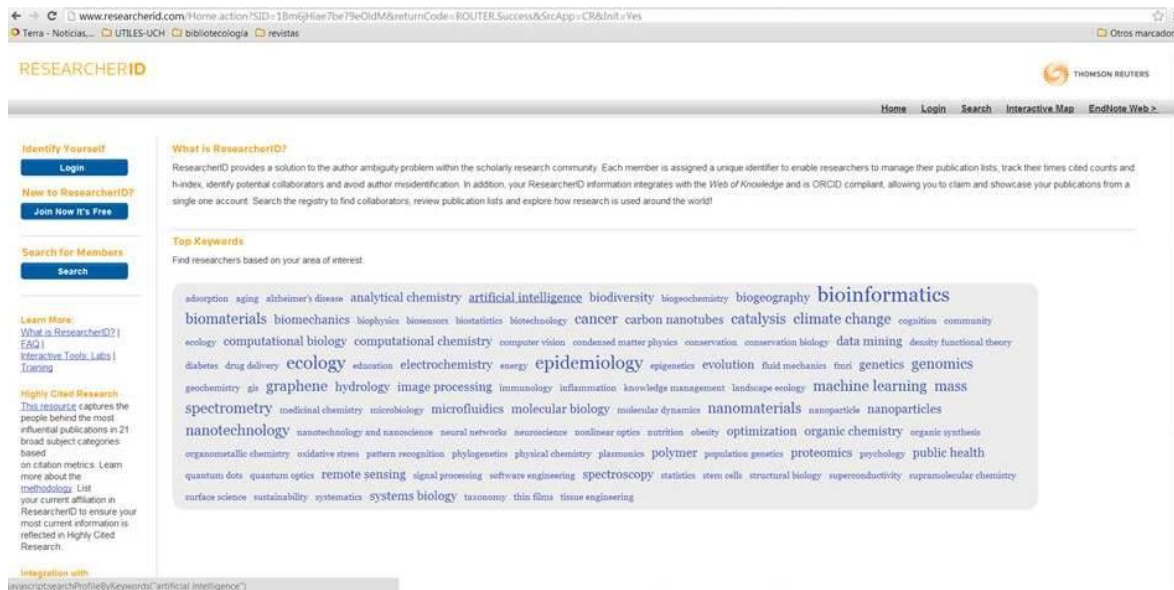 www.researcherid.com/Home.action?SID=1Bm6jHiae7be79eOldM&returnCode=ROUTER.Success&SrcApp=CR&Init=Yes
Terra - Noticias,... UTILES-UCH bibliotecología revistas Otros marcador
RESEARCHERID
THOMSON REUTERS
Home Login Search Interactive Map EndNote Web >
Identify Yourself
Login
New to ResearcherID?
Join Now It's Free
Search for Members
Search
Learn More:
What is ResearcherID? |
FAQ |
Interactive Tools: Labs |
Training
Highly Cited Research
This resource captures the
people behind the most
influential publications in 21
broad subject categories
based
on citation metrics. Learn
more about the
methodology. List
your current affiliation in
ResearcherID to ensure your
most current information is
reflected in Highly Cited
Research.
Integration with
What is ResearcherID?
ResearcherID provides a solution to the author ambiguity problem within the scholarly research community. Each member is assigned a unique identifier to enable researchers to manage their publication lists, track their times cited counts and
h-index, identify potential collaborators and avoid author misidentification. In addition, your ResearcherID information integrates with the Web of Knowledge and is ORCID compliant, allowing you to claim and showcase your publications from a
single one account. Search the registry to find collaborators, review publication lists and explore how research is used around the world!
Top Keywords
Find researchers based on your area of interest.
adsorption aging alzheimer's disease analytical chemistry artificial intelligence biodiversity biogeochemistry biogeography bioinformatics
biomaterials biomechanics biophysics biosensors biostatistics biotechnology cancer carbon nanotubes catalysis climate change cognition community
ecology computational biology computational chemistry computer vision condensed matter physics conservation conservation biology data mining density functional theory
diabetes drug delivery ecology education electrochemistry energy epidemiology epigenetics evolution fluid mechanics fmri genetics genomics
geochemistry gis graphene hydrology image processing immunology inflammation knowledge management landscape ecology machine learning mass
spectrometry medicinal chemistry microbiology microfluidics molecular biology molecular dynamics nanomaterials nanoparticle nanoparticles
nanotechnology nanotechnology and nanoscience neural networks neuroscience nonlinear optics nutrition obesity optimization organic chemistry organic synthesis
organometallic chemistry oxidative stress pattern recognition phylogenetics physical chemistry plasmonics polymer population genetics proteomics psychology public health
quantum dots quantum optics remote sensing signal processing software engineering spectroscopy statistics stem cells structural biology superconductivity supramolecular chemistry
surface science sustainability systematics systems biology taxonomy thin films tissue engineering
javascript:searchProfileByKeywords("artificial intelligence")